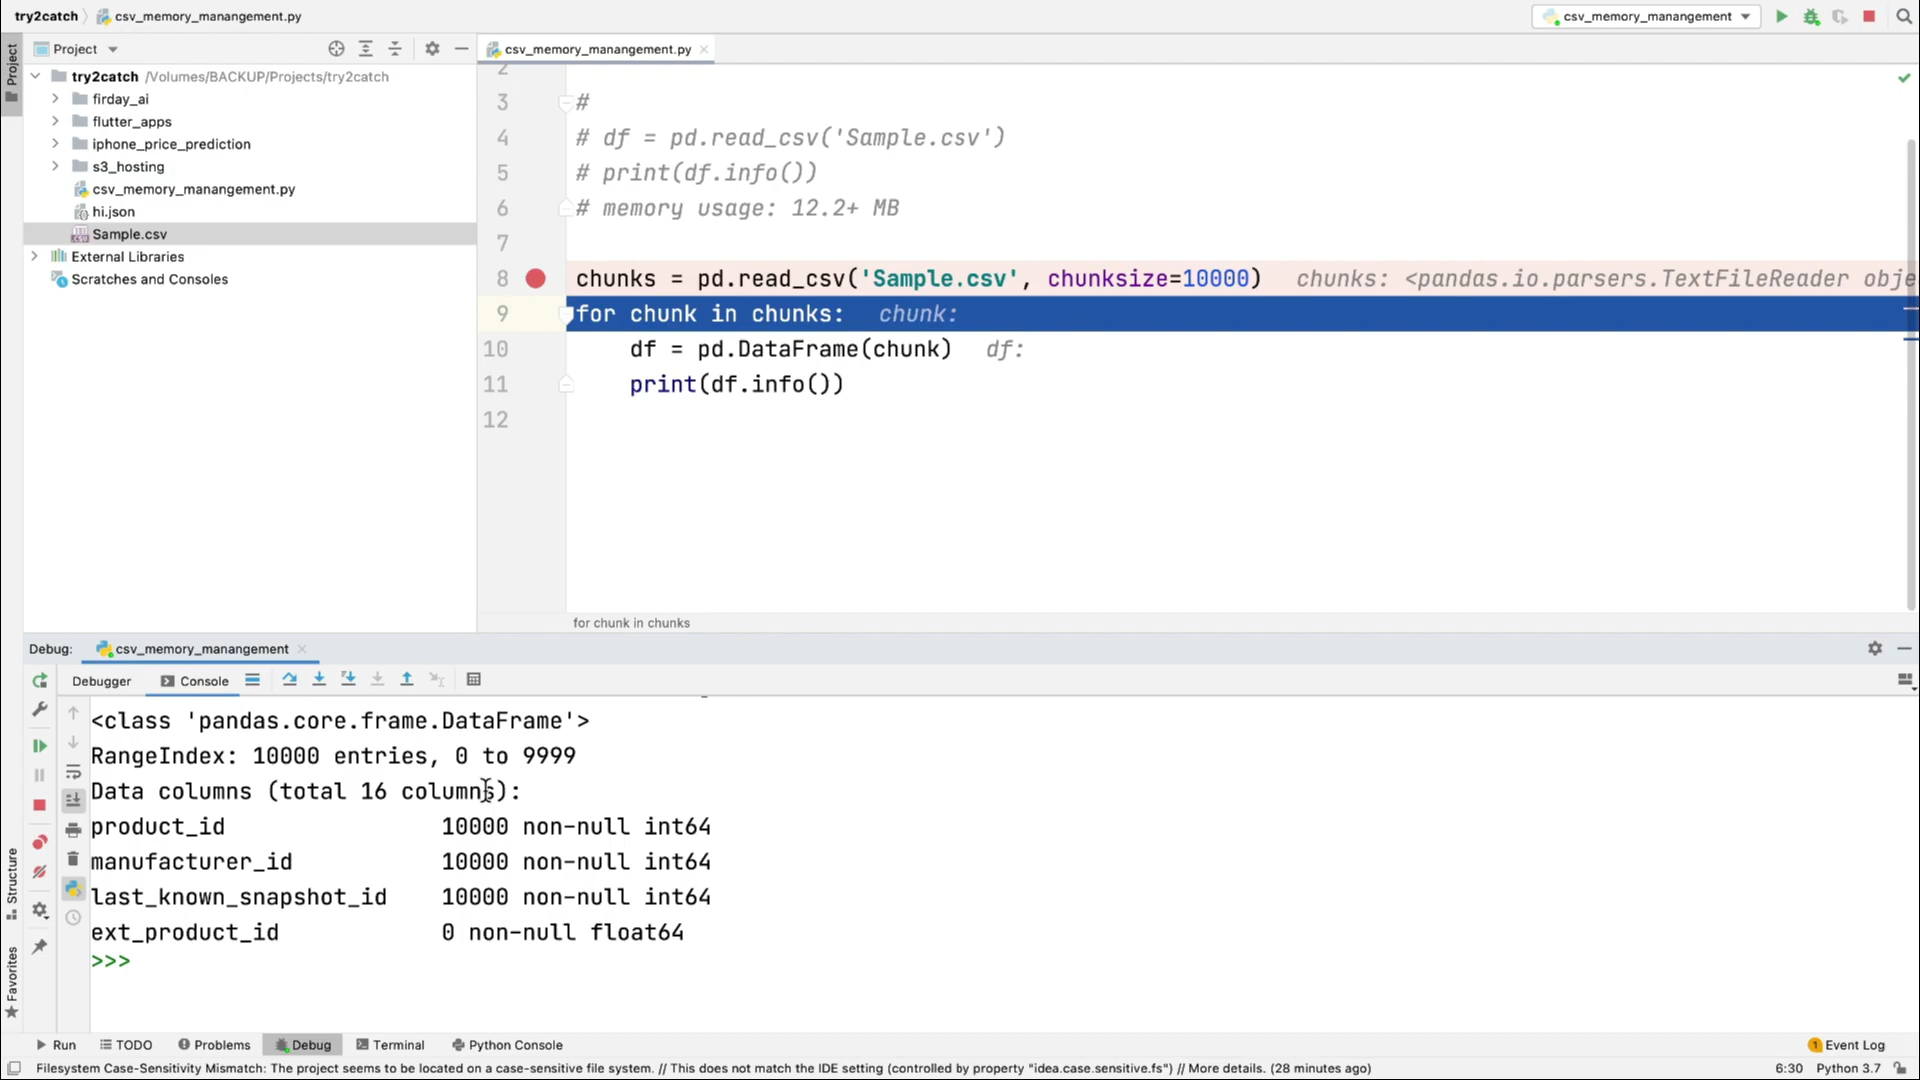 try2catch csv_memory_manangement.py
csv_memory_manangement
Project
csv_memory_manangement.py
Project
try2catch /Volumes/BACKUP/Projects/try2catch
firday_ai
flutter_apps
iphone_price_prediction
s3_hosting
csv_memory_manangement.py
hi.json
Sample.csv
External Libraries
Scratches and Consoles
2
3 #
4 # df = pd.read_csv('Sample.csv')
5 # print(df.info())
6 # memory usage: 12.2+ MB
7
8 chunks = pd.read_csv('Sample.csv', chunksize=10000) chunks: <pandas.io.parsers.TextFileReader obje
9 for chunk in chunks: chunk:
10 df = pd.DataFrame(chunk) df:
11 print(df.info())
12
for chunk in chunks
Debug: csv_memory_manangement
Debugger Console
<class 'pandas.core.frame.DataFrame'>
RangeIndex: 10000 entries, 0 to 9999
Data columns (total 16 columns):
product_id 10000 non-null int64
manufacturer_id 10000 non-null int64
last_known_snapshot_id 10000 non-null int64
ext_product_id 0 non-null float64
>>>
Structure
Favorites
Run TODO Problems Debug Terminal Python Console 1 Event Log
Filesystem Case-Sensitivity Mismatch: The project seems to be located on a case-sensitive file system. // This does not match the IDE setting (controlled by property "idea.case.sensitive.fs") // More details. (28 minutes ago) 6:30 Python 3.7